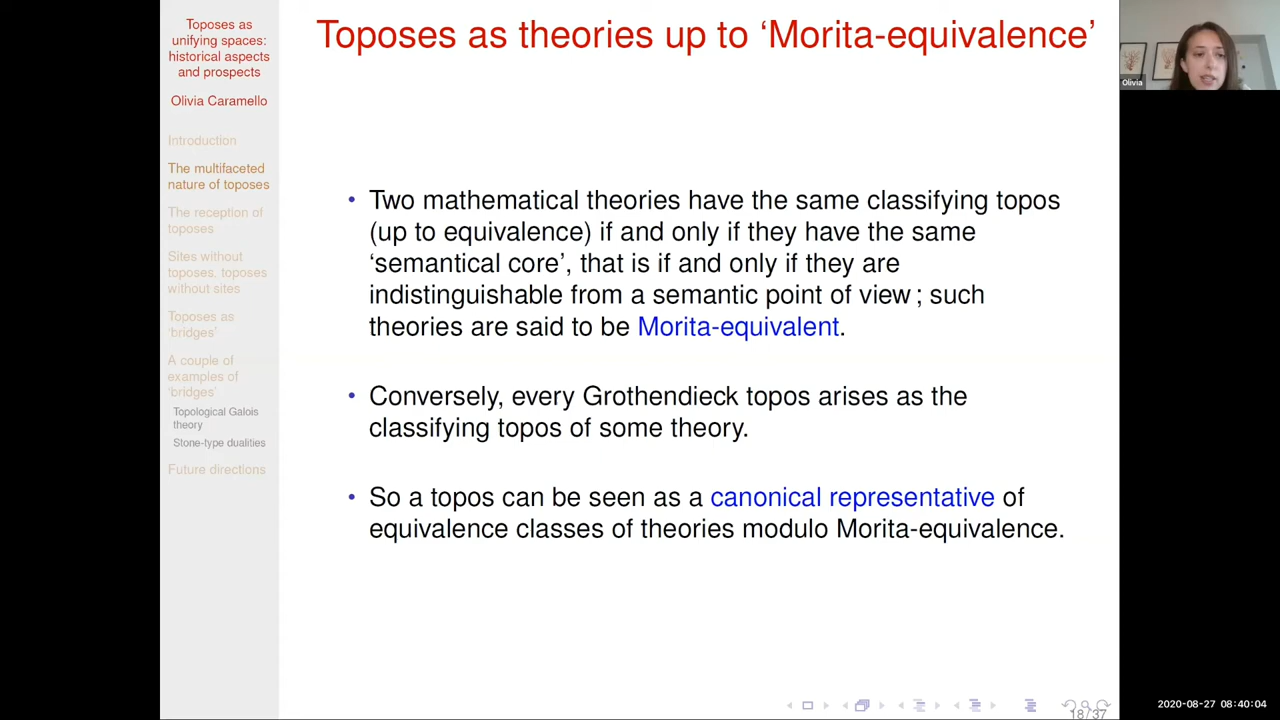 Toposes as
unifying spaces:
historical aspects
and prospects
Olivia Caramello
Introduction
The multifaceted
nature of toposes
The reception of
toposes
Sites without
toposes, toposes
without sites
Toposes as
‘bridges’
A couple of
examples of
‘bridges’
Topological Galois
theory
Stone-type dualities
Future directions
Toposes as theories up to ‘Morita-equivalence’
• Two mathematical theories have the same classifying topos
(up to equivalence) if and only if they have the same
‘semantical core’, that is if and only if they are
indistinguishable from a semantic point of view ; such
theories are said to be Morita-equivalent.
• Conversely, every Grothendieck topos arises as the
classifying topos of some theory.
• So a topos can be seen as a canonical representative of
equivalence classes of theories modulo Morita-equivalence.
18/37
Olivia
2020-08-27 08:40:04